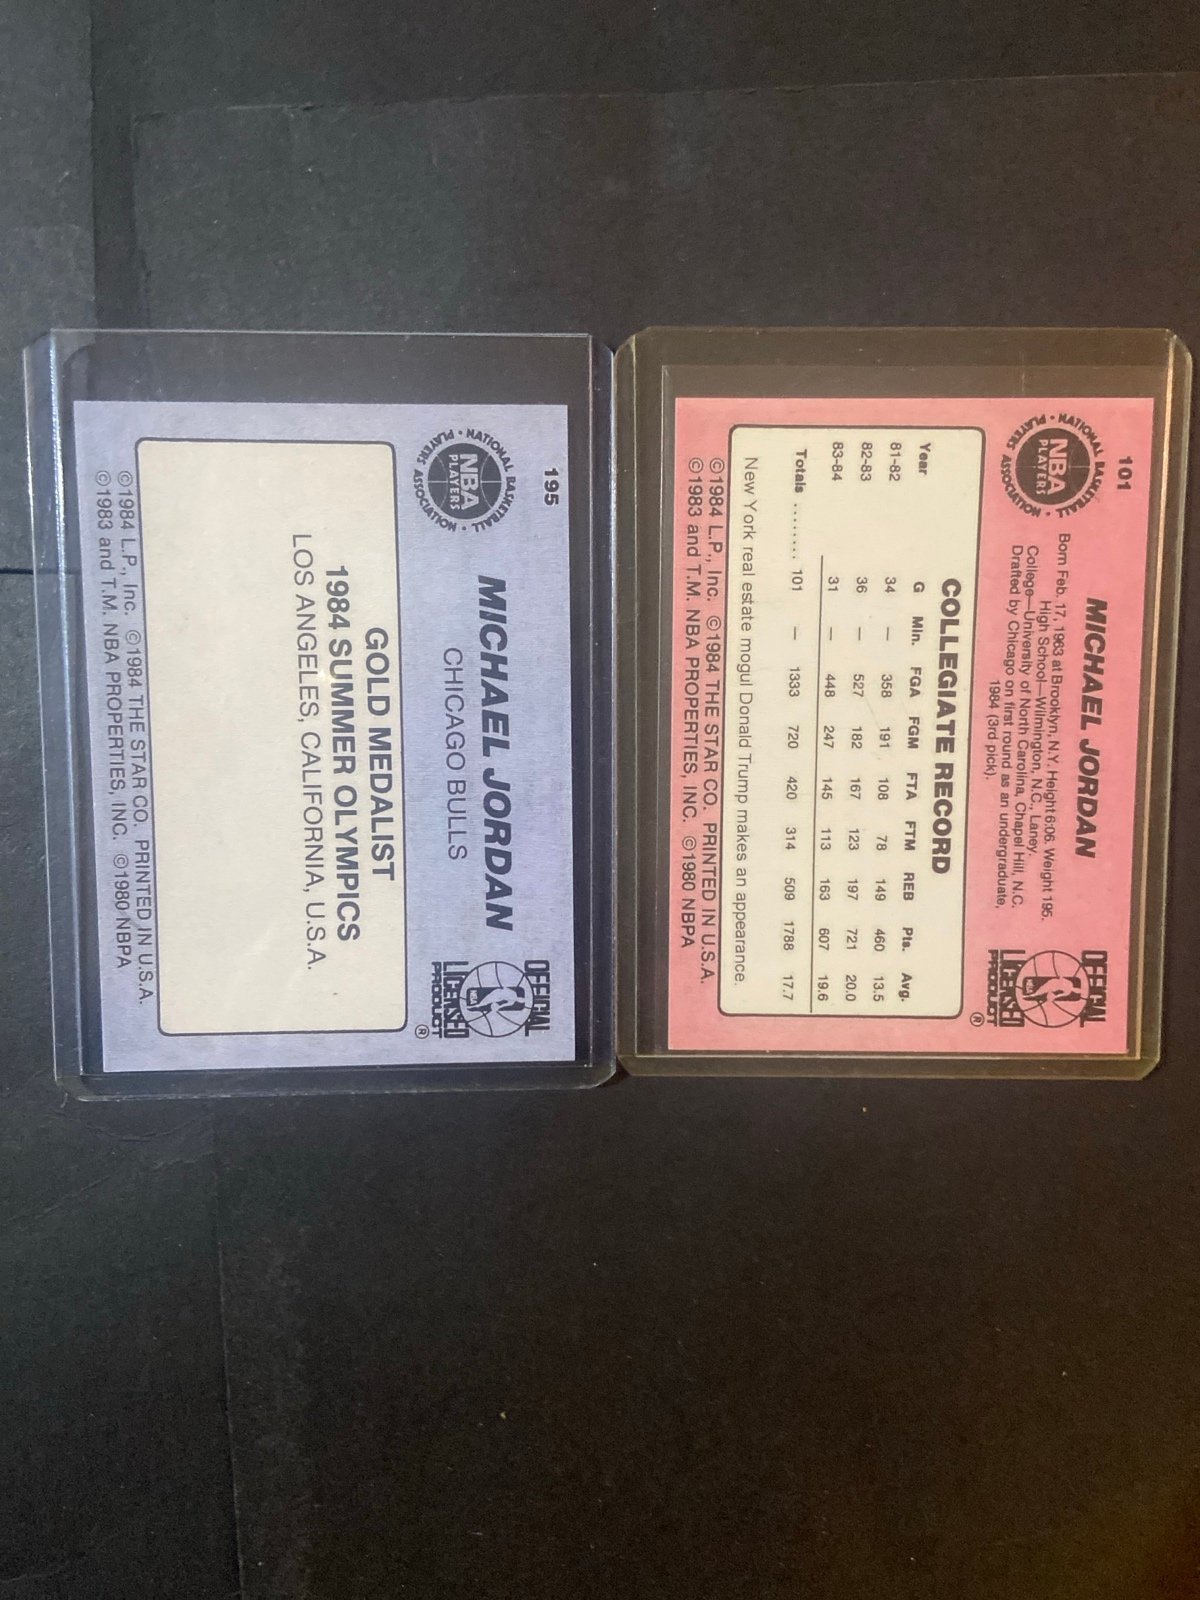 101
MICHAEL JORDAN
Born Feb. 17, 1963 at Brooklyn, N.Y. Height 6:06. Weight 195.
High School—Wilmington, N.C., Laney.
College—University of North Carolina, Chapel Hill, N.C.
Drafted by Chicago on first round as an undergraduate,
1984 (3rd pick).
NATIONAL BASKETBALL
PLAYERS ASSOCIATION
NBA
PLAYERS
OFFICIAL
NBA
LICENSED
PRODUCT
®
COLLEGIATE RECORD
Year G Min. FGA FGM FTA FTM REB Pts. Avg.
81-82 34 — 358 191 108 78 149 460 13.5
82-83 36 — 527 182 167 123 197 721 20.0
83-84 31 — 448 247 145 113 163 607 19.6
Totals ......... 101 — 1333 720 420 314 509 1788 17.7
New York real estate mogul Donald Trump makes an appearance.
©1984 L.P., Inc. ©1984 THE STAR CO. PRINTED IN U.S.A.
©1983 and T.M. NBA PROPERTIES, INC. ©1980 NBPA
195
MICHAEL JORDAN
CHICAGO BULLS
NATIONAL BASKETBALL
PLAYERS ASSOCIATION
NBA
PLAYERS
OFFICIAL
NBA
LICENSED
PRODUCT
®
GOLD MEDALIST
1984 SUMMER OLYMPICS
LOS ANGELES, CALIFORNIA, U.S.A.
©1984 L.P., Inc. ©1984 THE STAR CO. PRINTED IN U.S.A.
©1983 and T.M. NBA PROPERTIES, INC. ©1980 NBPA